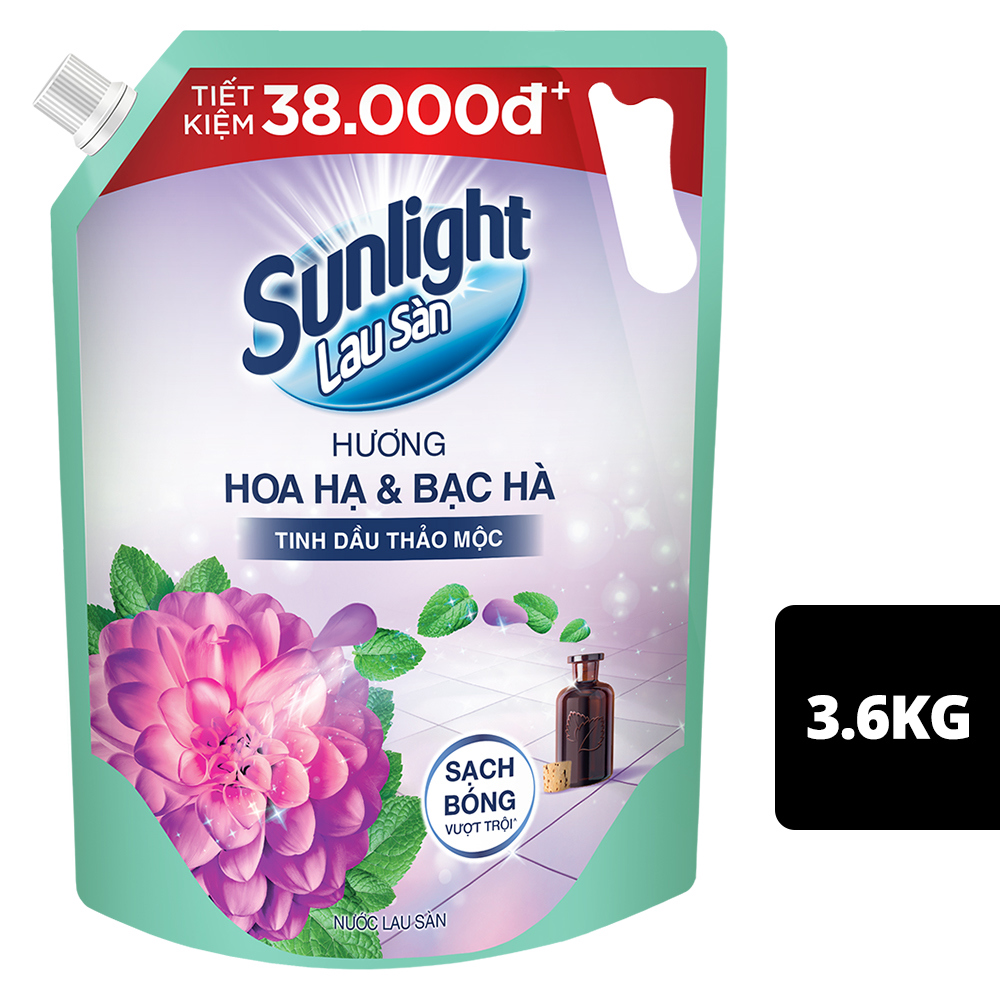 TIẾT
KIỆM 38.000đ+
Sunlight
Lau Sàn
HƯƠNG
HOA HẠ & BẠC HÀ
TINH DẦU THẢO MỘC
SẠCH
BÓNG
VƯỢT TRỘI^
NƯỚC LAU SÀN
3.6KG